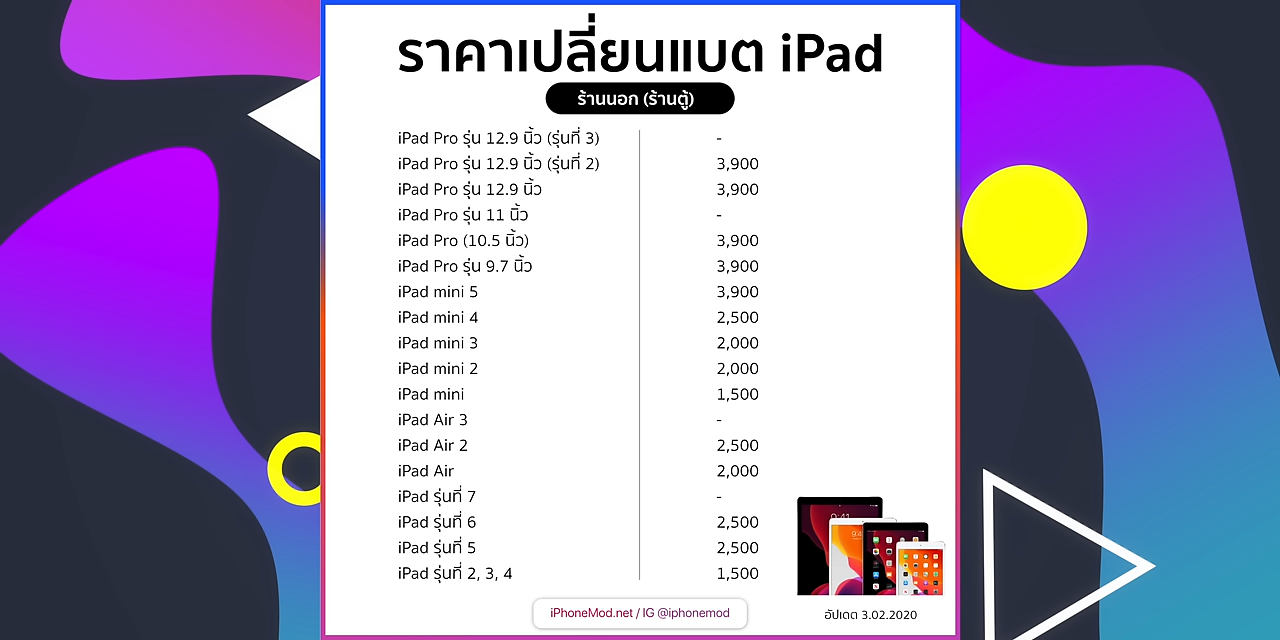 ราคาเปลี่ยนแบต iPad
ร้านนอก (ร้านตู้)
iPad Pro รุ่น 12.9 นิ้ว (รุ่นที่ 3) -
iPad Pro รุ่น 12.9 นิ้ว (รุ่นที่ 2) 3,900
iPad Pro รุ่น 12.9 นิ้ว 3,900
iPad Pro รุ่น 11 นิ้ว -
iPad Pro (10.5 นิ้ว) 3,900
iPad Pro รุ่น 9.7 นิ้ว 3,900
iPad mini 5 3,900
iPad mini 4 2,500
iPad mini 3 2,000
iPad mini 2 2,000
iPad mini 1,500
iPad Air 3 -
iPad Air 2 2,500
iPad Air 2,000
iPad รุ่นที่ 7 -
iPad รุ่นที่ 6 2,500
iPad รุ่นที่ 5 2,500
iPad รุ่นที่ 2, 3, 4 1,500
9:41
iPhoneMod.net / IG @iphonemod
อัปเดต 3.02.2020